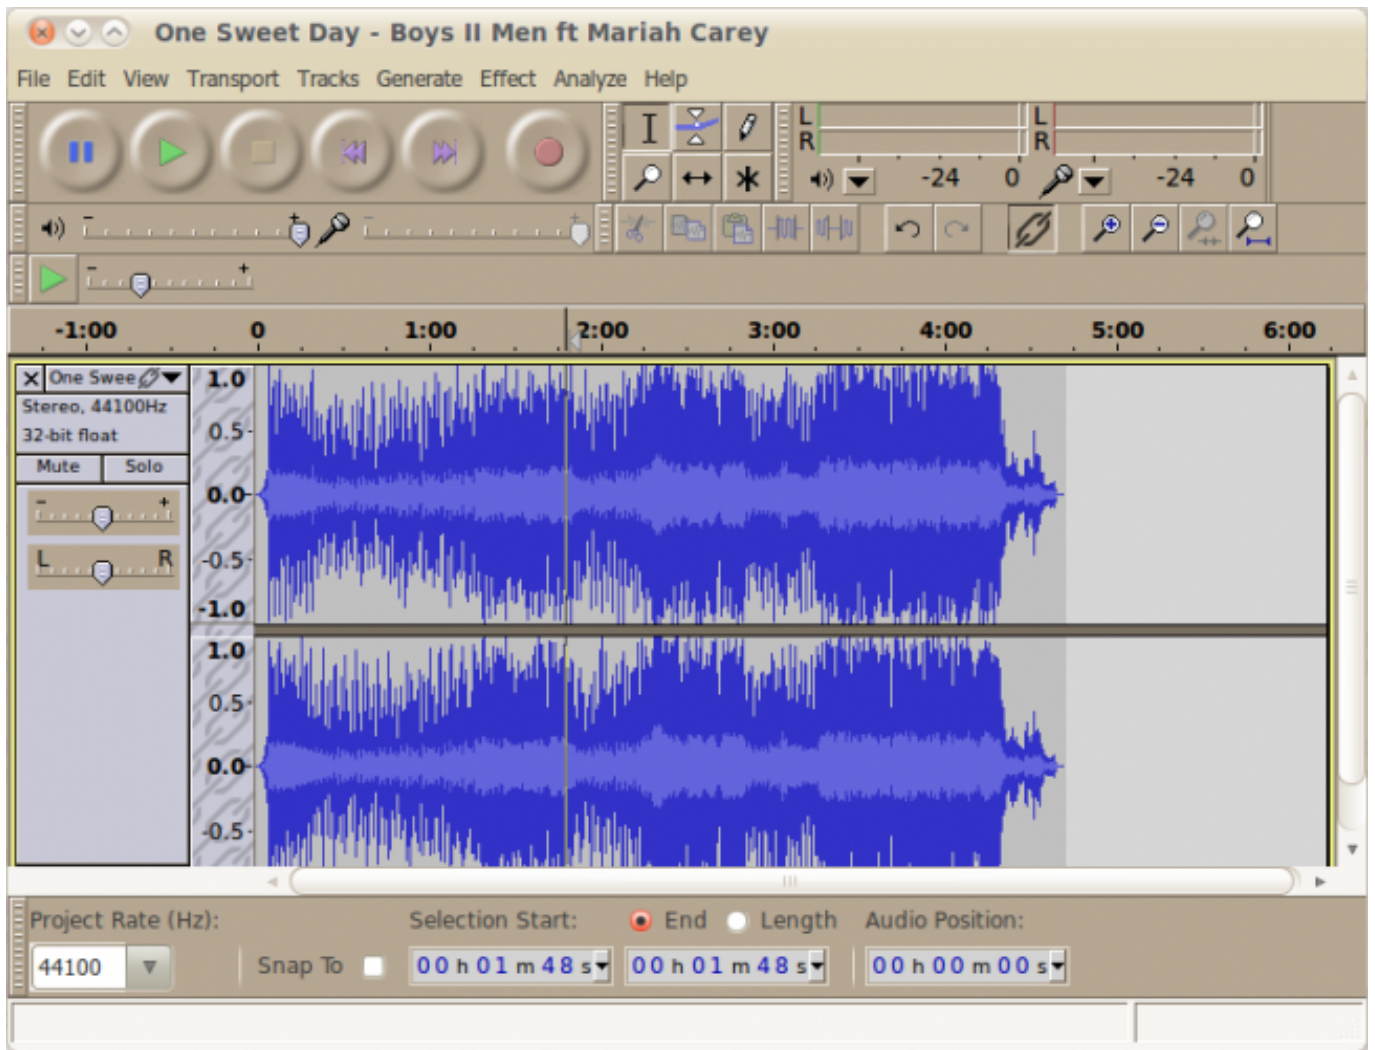 One Sweet Day - Boys II Men ft Mariah Carey
File Edit View Transport Tracks Generate Effect Analyze Help
L
R
-24 0
L
R
-24 0
- +
- +
- +
-1:00 0 1:00 2:00 3:00 4:00 5:00 6:00
One Swee
Stereo, 44100Hz
32-bit float
Mute Solo
- +
L R
1.0
0.5
0.0
-0.5
-1.0
1.0
0.5
0.0
-0.5
Project Rate (Hz): Selection Start: End Length Audio Position:
44100 Snap To 00 h 01 m 48 s 00 h 01 m 48 s 00 h 00 m 00 s